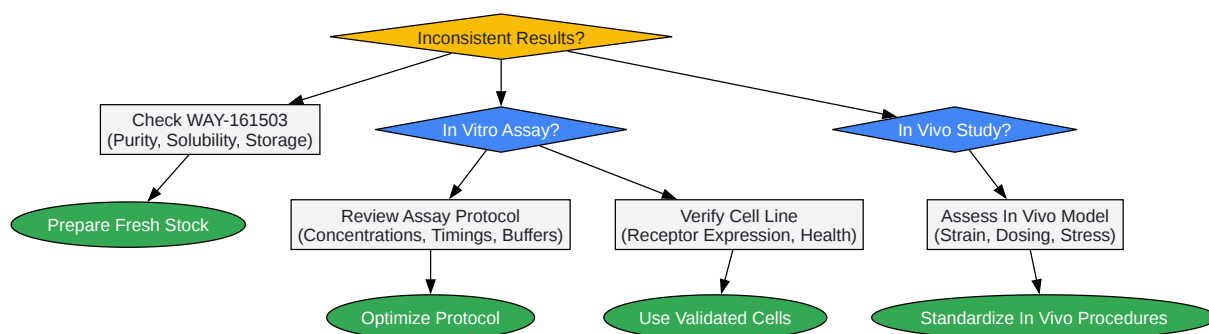 Inconsistent Results?
Check WAY-161503
(Purity, Solubility, Storage)
In Vitro Assay?
In Vivo Study?
Prepare Fresh Stock
Review Assay Protocol
(Concentrations, Timings, Buffers)
Verify Cell Line
(Receptor Expression, Health)
Assess In Vivo Model
(Strain, Dosing, Stress)
Optimize Protocol
Use Validated Cells
Standardize In Vivo Procedures